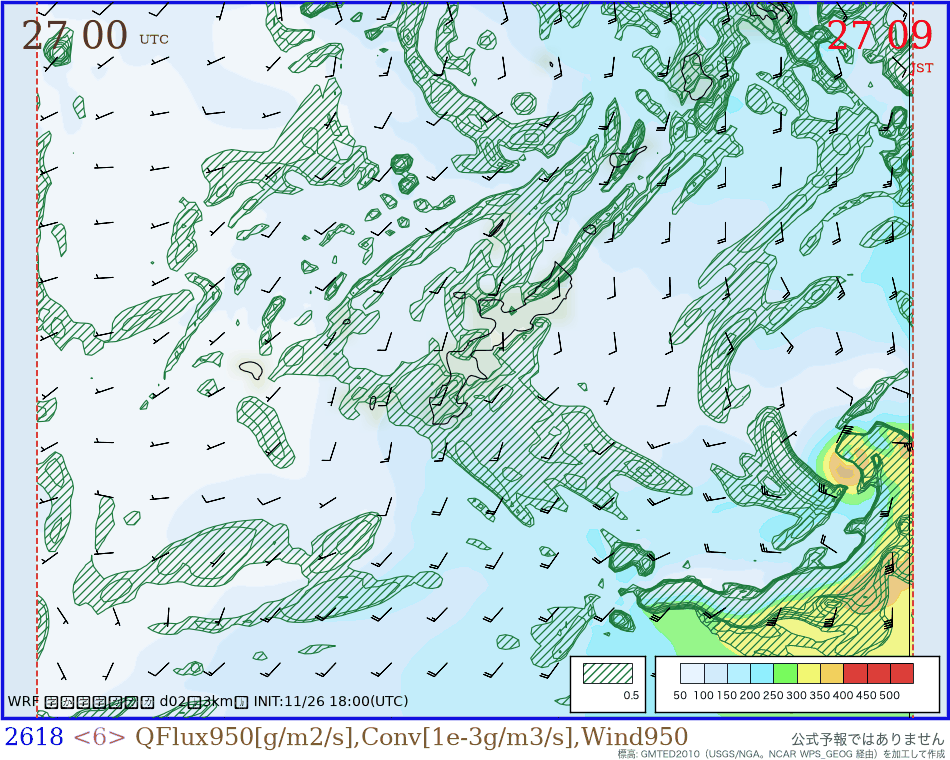 27 00 UTC
27 09
JST
WRF d02 3km INIT:11/26 18:00(UTC)
0.5
50 100 150 200 250 300 350 400 450 500
2618 <6> QFlux950[g/m2/s],Conv[1e-3g/m3/s],Wind950
公式予報ではありません
標高: GMTED2010（USGS/NGA。NCAR WPS_GEOG 経由）を加工して作成